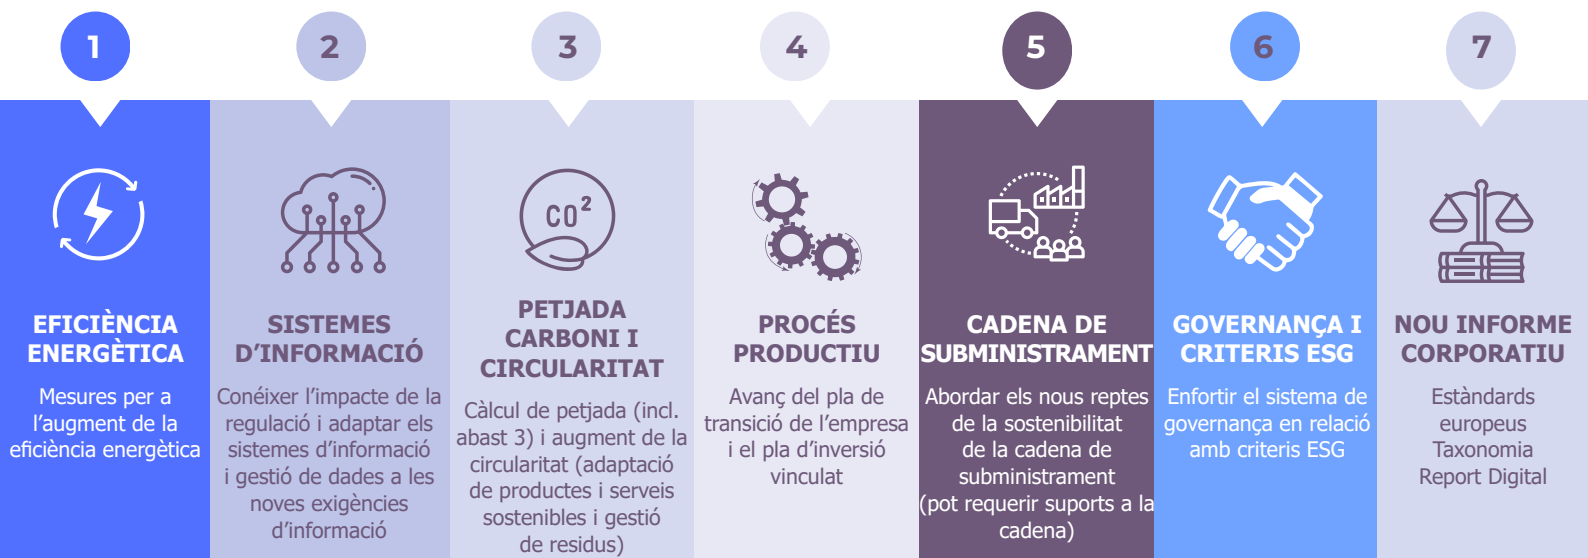 1
EFICIÈNCIA
ENERGÈTICA
Mesures per a
l’augment de la
eficiència energètica
2
SISTEMES
D’INFORMACIÓ
Conéixer l’impacte de la
regulació i adaptar els
sistemes d’informació
i gestió de dades a les
noves exigències
d’informació
3
CO²
PETJADA
CARBONI I
CIRCULARITAT
Càlcul de petjada (incl.
abast 3) i augment de la
circularitat (adaptació
de productes i serveis
sostenibles i gestió
de residus)
4
PROCÉS
PRODUCTIU
Avanç del pla de
transició de l’empresa
i el pla d’inversió
vinculat
5
CADENA DE
SUBMINISTRAMENT
Abordar els nous reptes
de la sostenibilitat
de la cadena de
subministrament
(pot requerir suports a la
cadena)
6
GOVERNANÇA I
CRITERIS ESG
Enfortir el sistema de
governança en relació
amb criteris ESG
7
NOU INFORME
CORPORATIU
Estàndards
europeus
Taxonomia
Report Digital